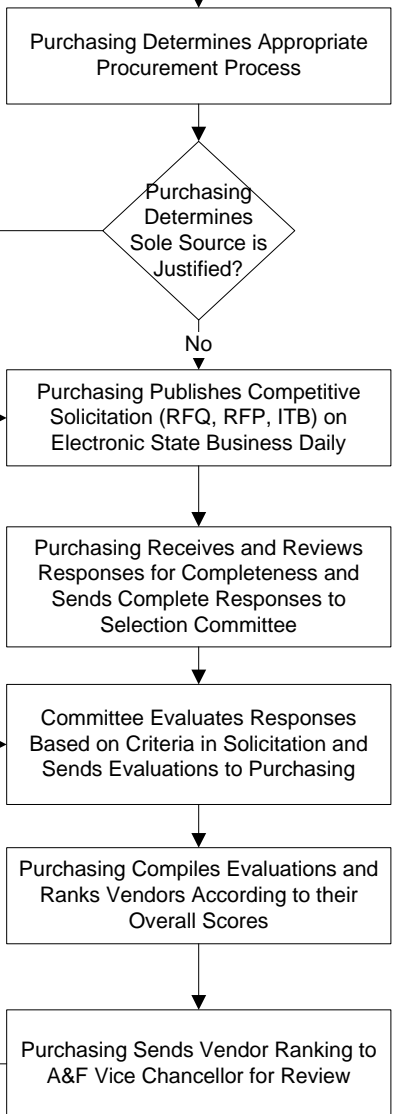 Purchasing Determines Appropriate
Procurement Process
Purchasing
Determines
Sole Source is
Justified?
No
Purchasing Publishes Competitive
Solicitation (RFQ, RFP, ITB) on
Electronic State Business Daily
Purchasing Receives and Reviews
Responses for Completeness and
Sends Complete Responses to
Selection Committee
Committee Evaluates Responses
Based on Criteria in Solicitation and
Sends Evaluations to Purchasing
Purchasing Compiles Evaluations and
Ranks Vendors According to their
Overall Scores
Purchasing Sends Vendor Ranking to
A&F Vice Chancellor for Review